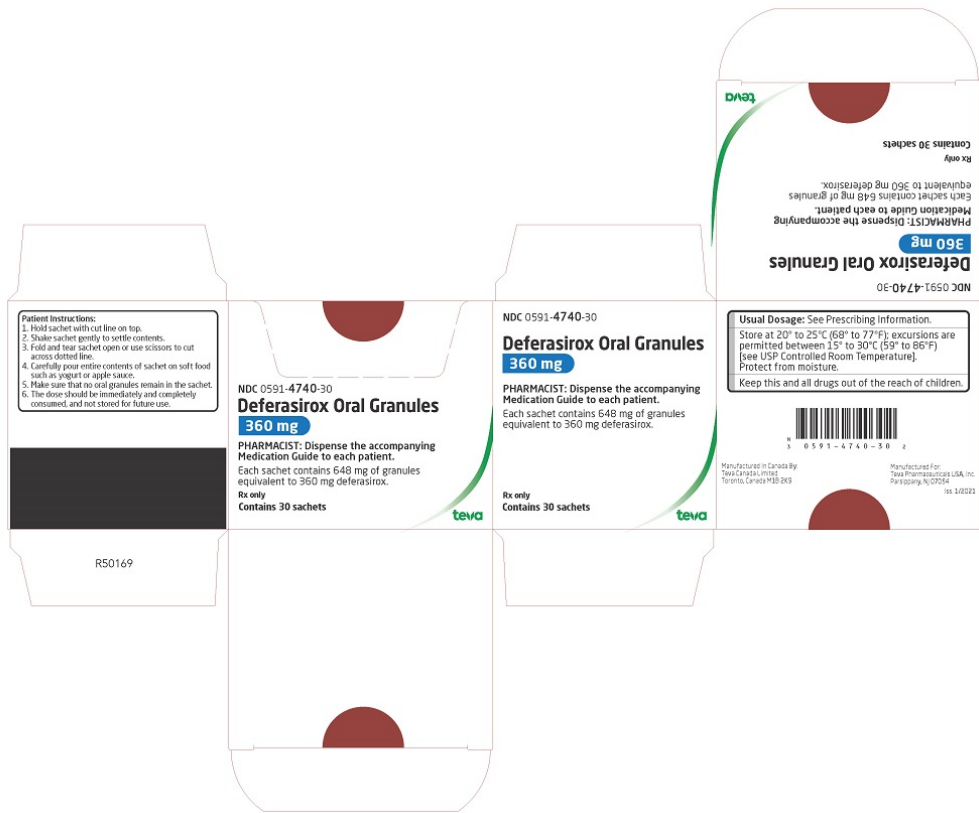 Patient Instructions:
1. Hold sachet with cut line on top.
2. Shake sachet gently to settle contents.
3. Fold and tear sachet open or use scissors to cut
across dotted line.
4. Carefully pour entire contents of sachet on soft food
such as yogurt or apple sauce.
5. Make sure that no oral granules remain in the sachet.
6. The dose should be immediately and completely
consumed, and not stored for future use.
R50169
NDC 0591-4740-30
Deferasirox Oral Granules
360 mg
PHARMACIST: Dispense the accompanying
Medication Guide to each patient.
Each sachet contains 648 mg of granules
equivalent to 360 mg deferasirox.
Rx only
Contains 30 sachets
teva
NDC 0591-4740-30
Deferasirox Oral Granules
360 mg
PHARMACIST: Dispense the accompanying
Medication Guide to each patient.
Each sachet contains 648 mg of granules
equivalent to 360 mg deferasirox.
Rx only
Contains 30 sachets
teva
NDC 0591-4740-30
Deferasirox Oral Granules
360 mg
PHARMACIST: Dispense the accompanying
Medication Guide to each patient.
Each sachet contains 648 mg of granules
equivalent to 360 mg deferasirox.
Rx only
Contains 30 sachets
teva
Usual Dosage: See Prescribing Information.
Store at 20° to 25°C (68° to 77°F); excursions are
permitted between 15° to 30°C (59° to 86°F)
[see USP Controlled Room Temperature].
Protect from moisture.
Keep this and all drugs out of the reach of children.
N
3 0591-4740-30 2
Manufactured In Canada By:
Teva Canada Limited
Toronto, Canada M1B 2K9
Manufactured For:
Teva Pharmaceuticals USA, Inc.
Parsippany, NJ 07054
Iss. 1/2021